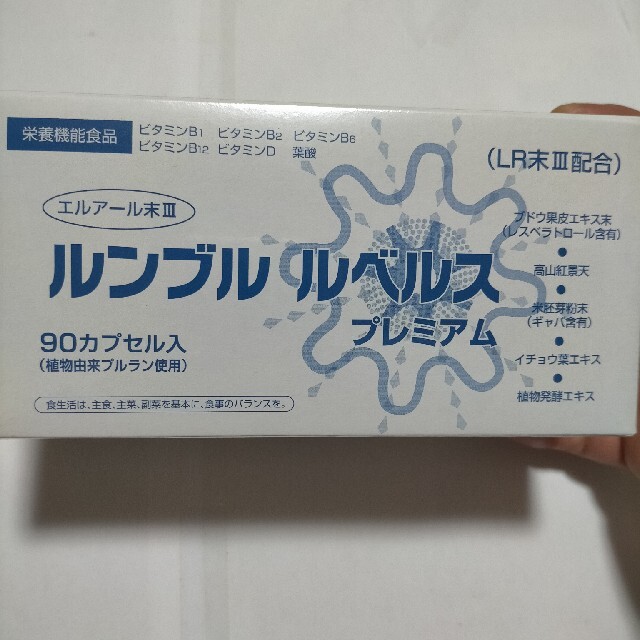 栄養機能食品
ビタミンB1 ビタミンB2 ビタミンB6
ビタミンB12 ビタミンD 葉酸
(LR末Ⅲ配合)
エルアール末Ⅲ
ルンブル ルベルス
プレミアム
90カプセル入
(植物由来プルラン使用)
食生活は、主食、主菜、副菜を基本に、食事のバランスを。
ブドウ果皮エキス末
(レスベラトロール含有)
高山紅景天
米胚芽粉末
(ギャバ含有)
イチョウ葉エキス
植物発酵エキス